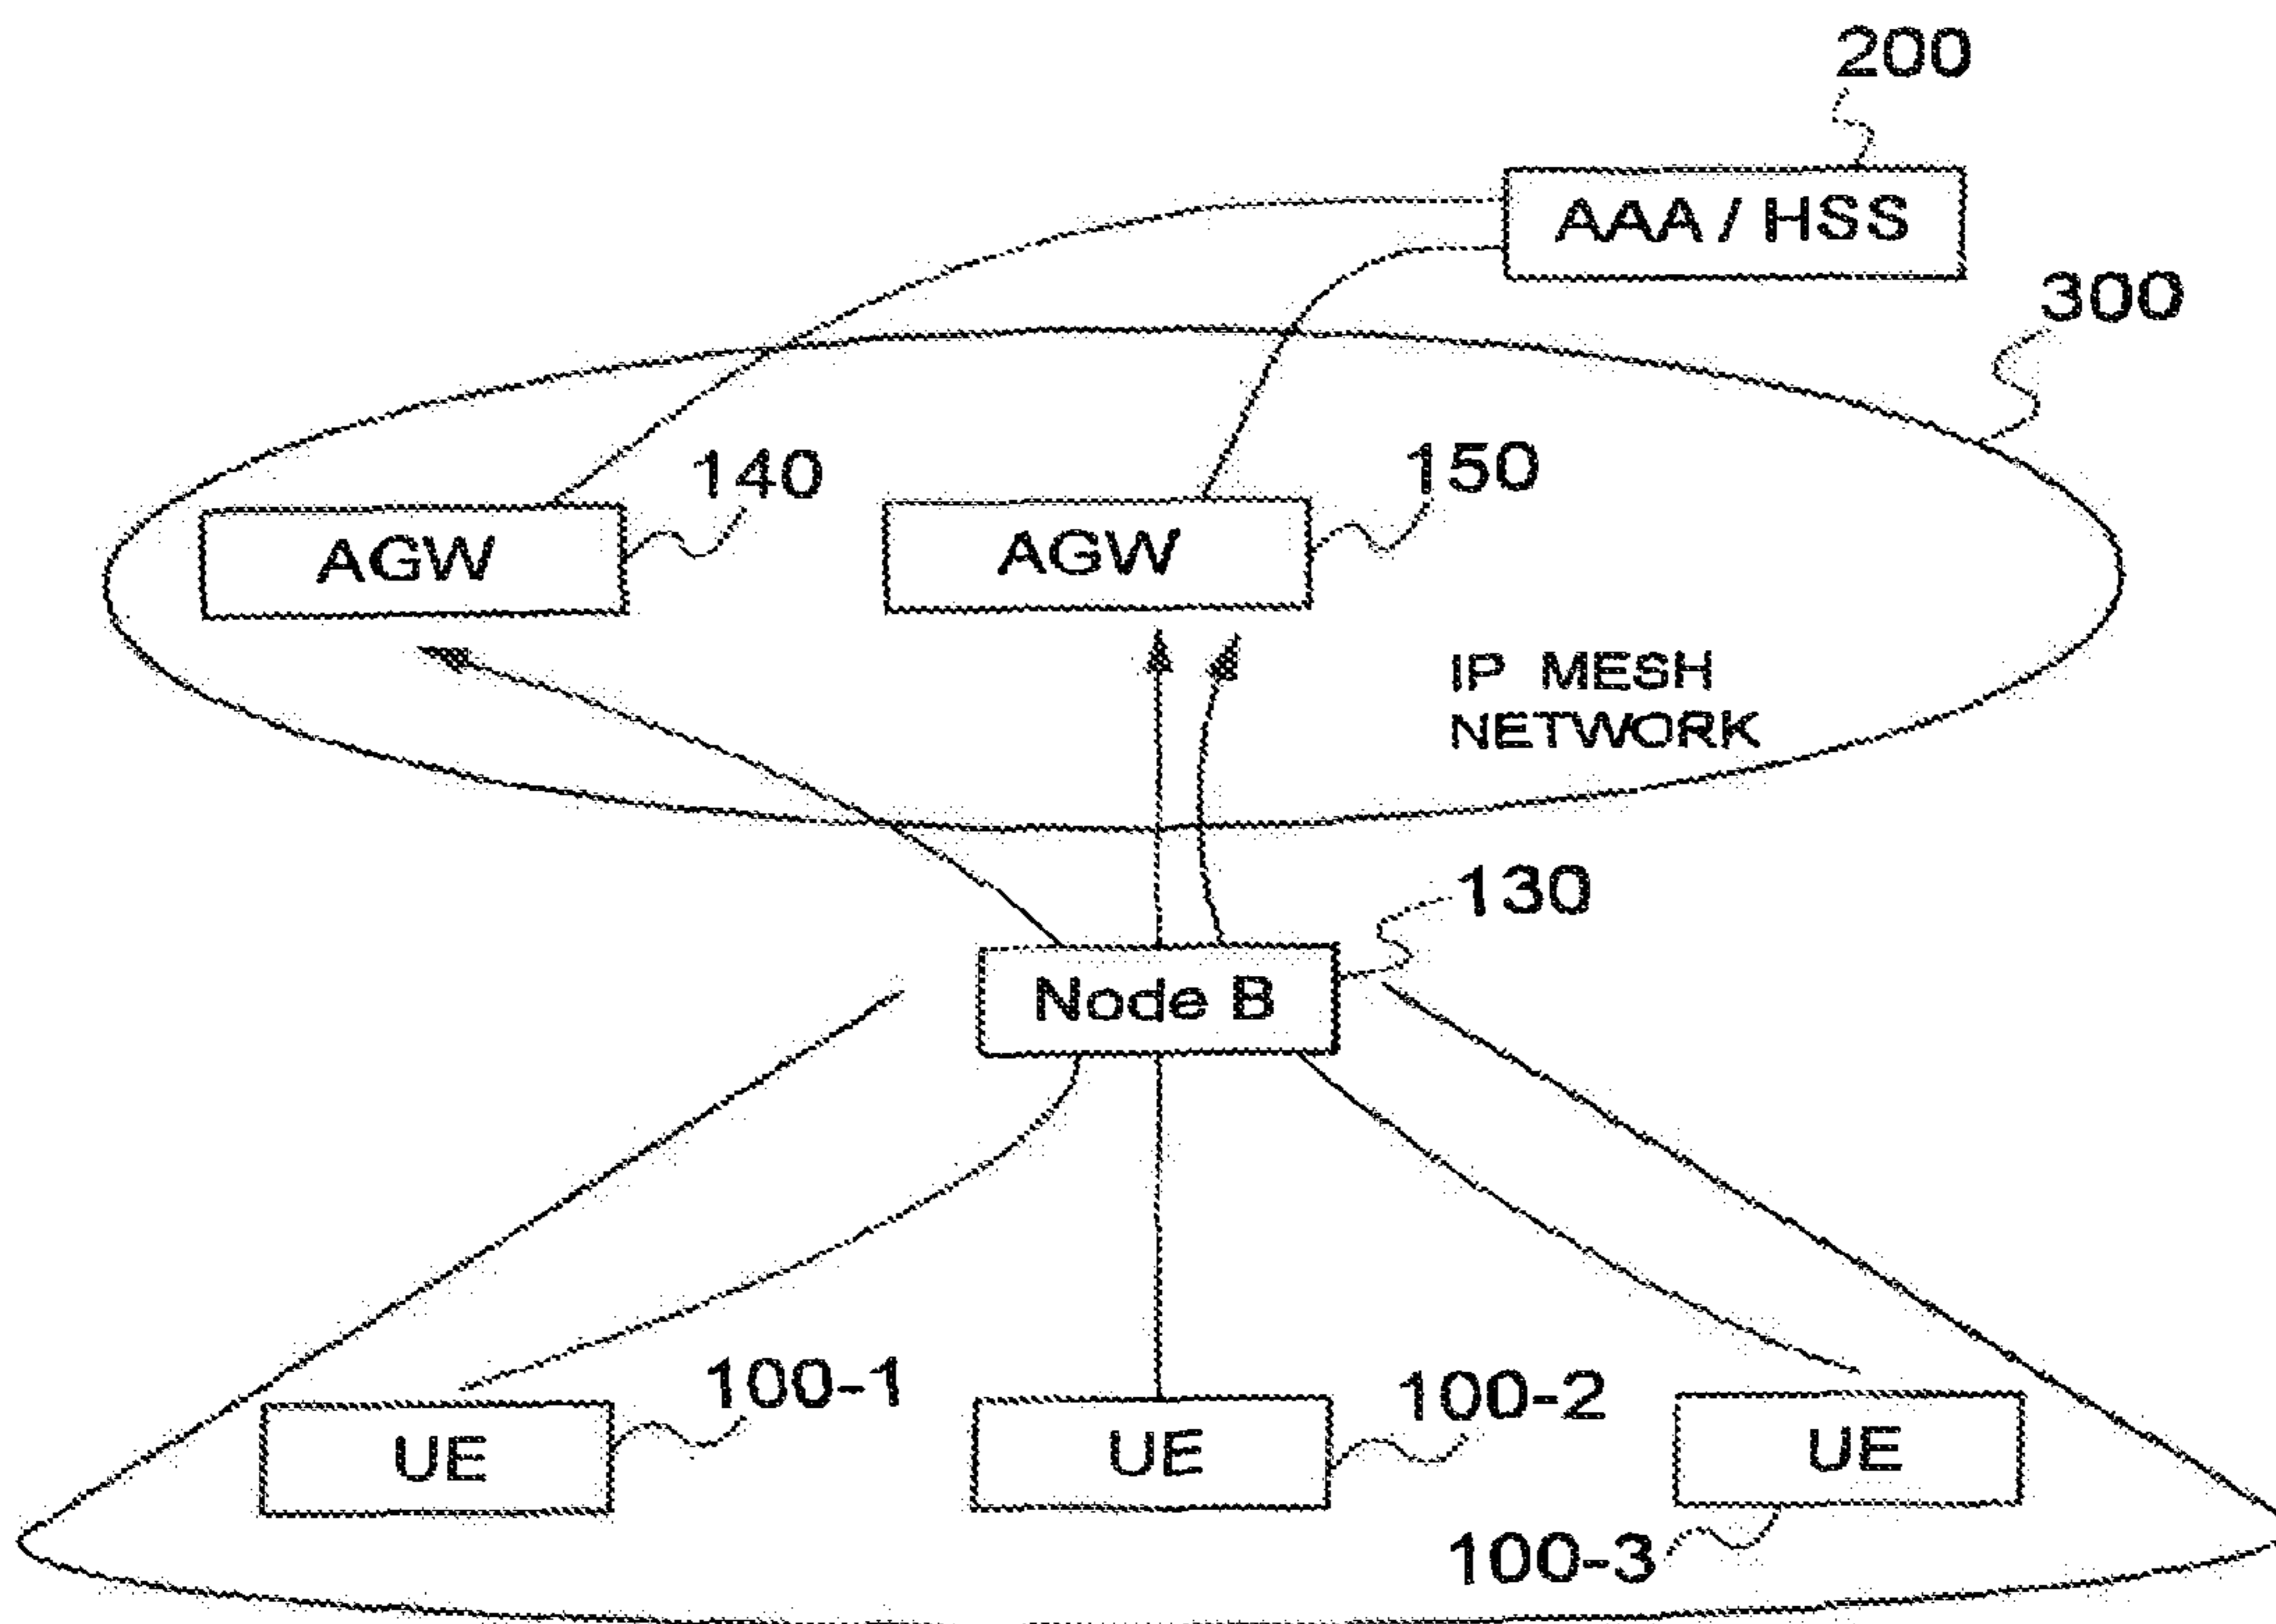 200
AAA / HSS
300
140
150
AGW
AGW
IP MESH
NETWORK
130
Node B
100-1
100-2
UE
UE
UE
100-3